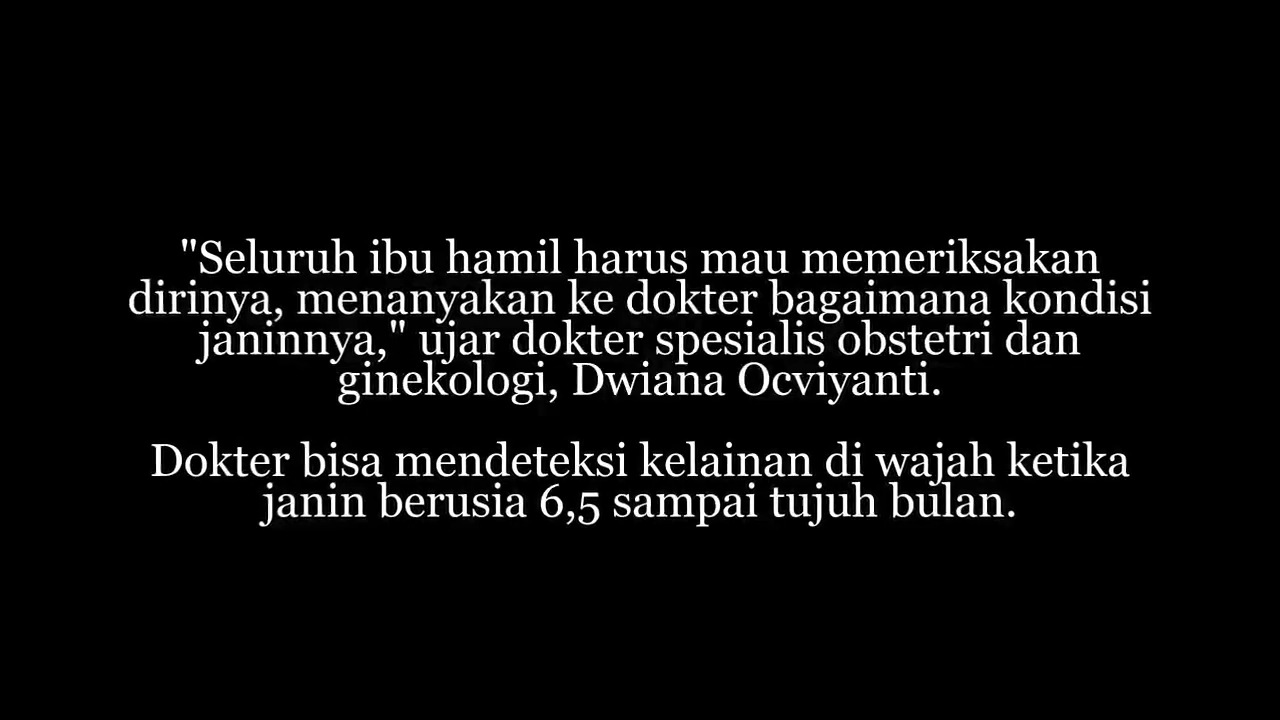 "Seluruh ibu hamil harus mau memeriksakan
dirinya, menanyakan ke dokter bagaimana kondisi
janinnya," ujar dokter spesialis obstetri dan
ginekologi, Dwiana Ocviyanti.
Dokter bisa mendeteksi kelainan di wajah ketika
janin berusia 6,5 sampai tujuh bulan.